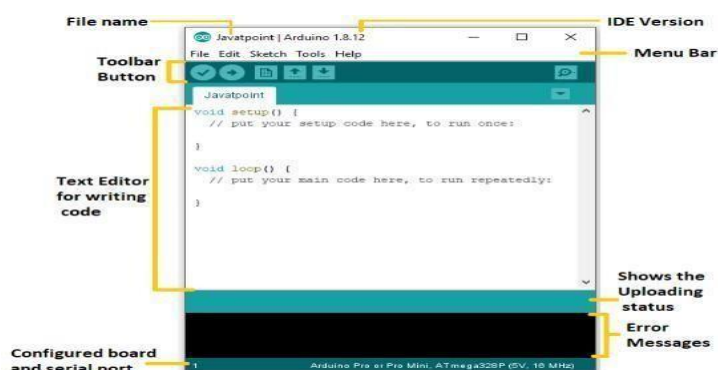 File name
IDE Version
Javatpoint | Arduino 1.8.12
File Edit Sketch Tools Help
Menu Bar
Toolbar
Button
Javatpoint
void setup() {
// put your setup code here, to run once:
}
void loop() {
// put your main code here, to run repeatedly:
}
Text Editor
for writing
code
Shows the
Uploading
status
Error
Messages
Configured board
and serial port
1
Arduino Pro or Pro Mini, ATmega328P (5V, 16 MHz)